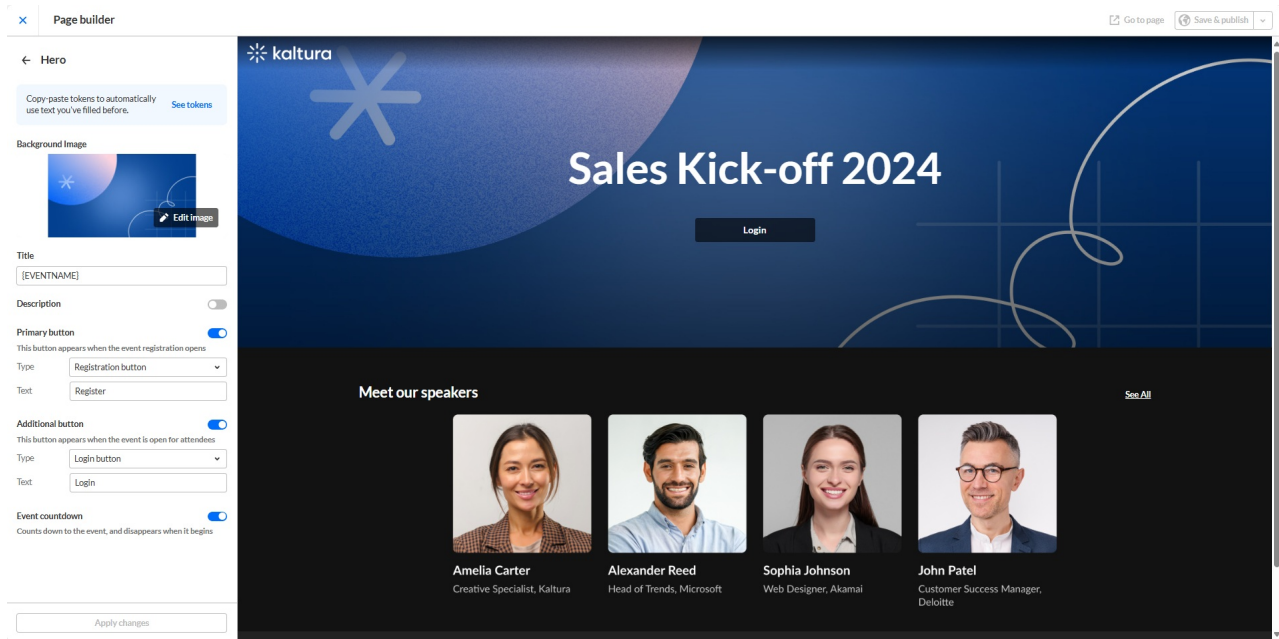 Page builder
Go to page
Save & publish
Hero
Copy-paste tokens to automatically
use text you've filled before.
See tokens
Background Image
Edit image
Title
{EVENTNAME}
Description
Primary button
This button appears when the event registration opens
Type
Registration button
Text
Register
Additional button
This button appears when the event is open for attendees
Type
Login button
Text
Login
Event countdown
Counts down to the event, and disappears when it begins
Apply changes
kaltura
Sales Kick-off 2024
Login
Meet our speakers
See All
Amelia Carter
Creative Specialist, Kaltura
Alexander Reed
Head of Trends, Microsoft
Sophia Johnson
Web Designer, Akamai
John Patel
Customer Success Manager,
Deloitte